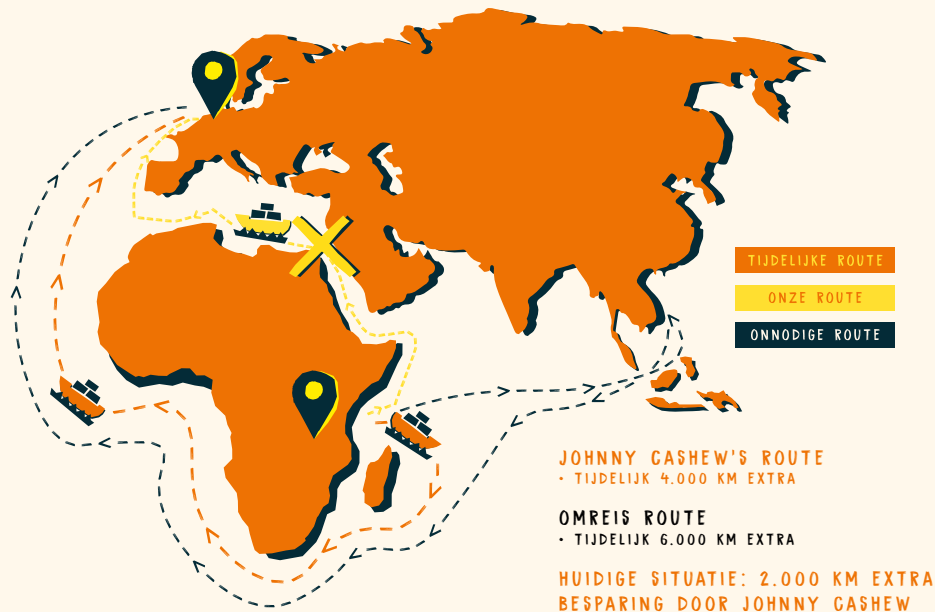 TIJDELIJKE ROUTE
ONZE ROUTE
ONNODIGE ROUTE
JOHNNY CASHEW'S ROUTE
• TIJDELIJK 4.000 KM EXTRA
OMREIS ROUTE
• TIJDELIJK 6.000 KM EXTRA
HUIDIGE SITUATIE: 2.000 KM EXTRA
BESPARING DOOR JOHNNY CASHEW